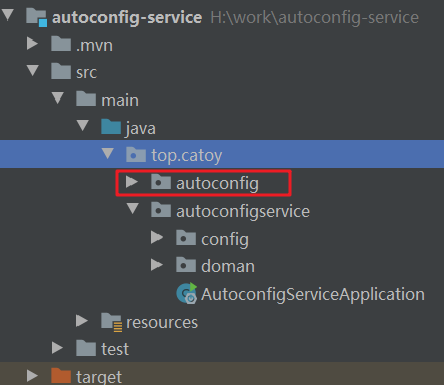 autoconfig-service H:\work\autoconfig-service
.mvn
src
main
java
top.catoy
autoconfig
autoconfigservice
config
doman
AutoconfigServiceApplication
resources
test
target